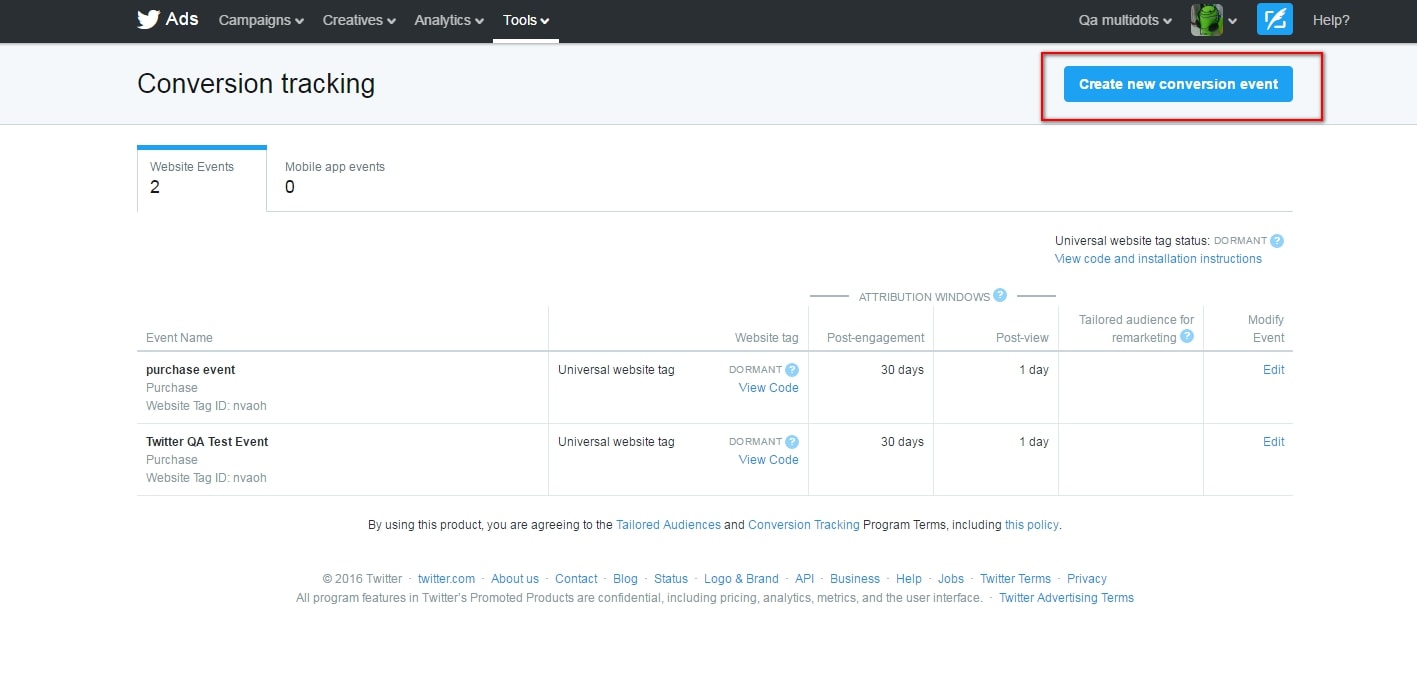 Ads Campaigns Creatives Analytics Tools Qa multidots Help?
Conversion tracking
Create new conversion event
Website Events
2
Mobile app events
0
Universal website tag status: DORMANT ?
View code and installation instructions
ATTRIBUTION WINDOWS ?
Event Name Website tag Post-engagement Post-view
Tailored audience for
remarketing ?
Modify
Event
purchase event Universal website tag DORMANT ? 30 days 1 day Edit
Purchase View Code
Website Tag ID: nvaoh
Twitter QA Test Event Universal website tag DORMANT ? 30 days 1 day Edit
Purchase View Code
Website Tag ID: nvaoh
By using this product, you are agreeing to the Tailored Audiences and Conversion Tracking Program Terms, including this policy.
© 2016 Twitter · twitter.com · About us · Contact · Blog · Status · Logo & Brand · API · Business · Help · Jobs · Twitter Terms · Privacy
All program features in Twitter's Promoted Products are confidential, including pricing, analytics, metrics, and the user interface. · Twitter Advertising Terms